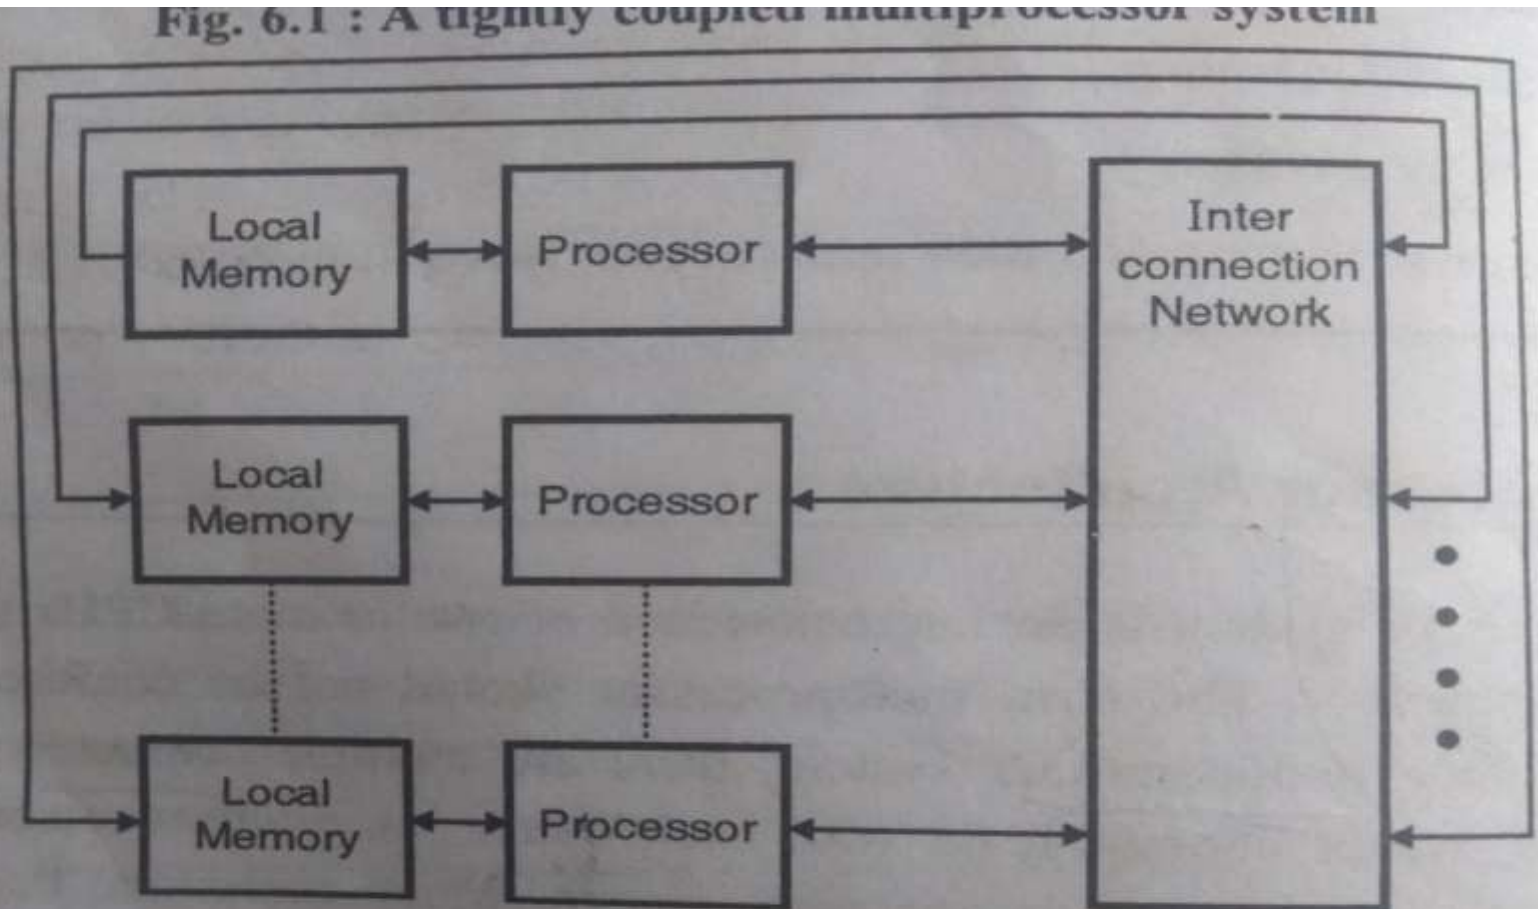 Fig. 6.1 : A tightly coupled multiprocessor system
Local
Memory
Processor
Inter
connection
Network
Local
Memory
Processor
Local
Memory
Processor